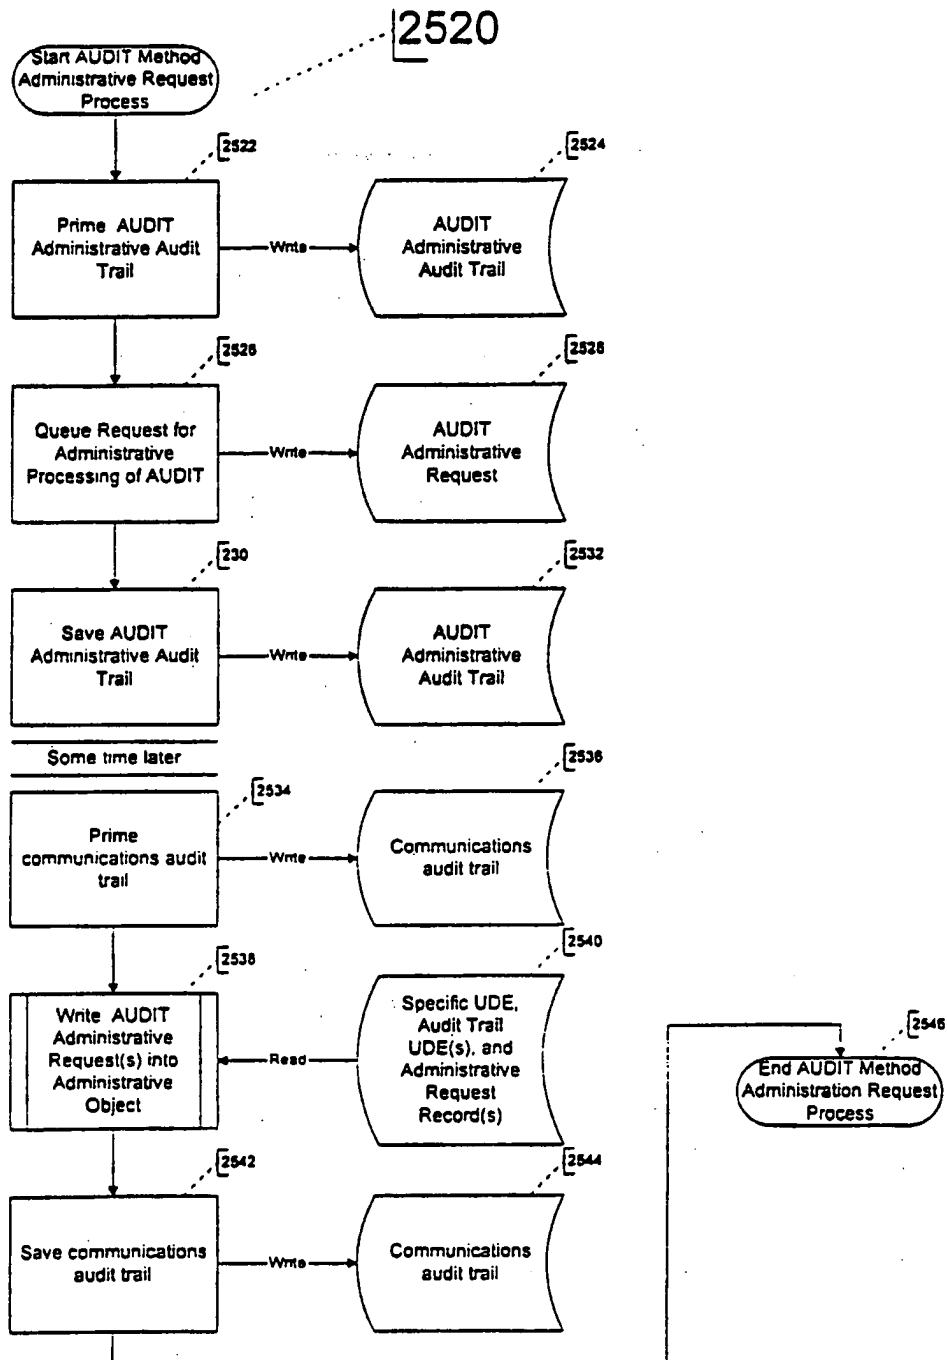 2520
Start AUDIT Method
Administrative Request
Process
2522
Prime AUDIT
Administrative Audit
Trail
Write
2524
AUDIT
Administrative
Audit Trail
2526
Queue Request for
Administrative
Processing of AUDIT
Write
2528
AUDIT
Administrative
Request
230
Save AUDIT
Administrative Audit
Trail
Write
2532
AUDIT
Administrative
Audit Trail
Some time later
2534
Prime
communications audit
trail
Write
2536
Communications
audit trail
2538
Write AUDIT
Administrative
Request(s) into
Administrative
Object
Read
2540
Specific UDE,
Audit Trail
UDE(s), and
Administrative
Request
Record(s)
2542
Save communications
audit trail
Write
2544
Communications
audit trail
2546
End AUDIT Method
Administration Request
Process